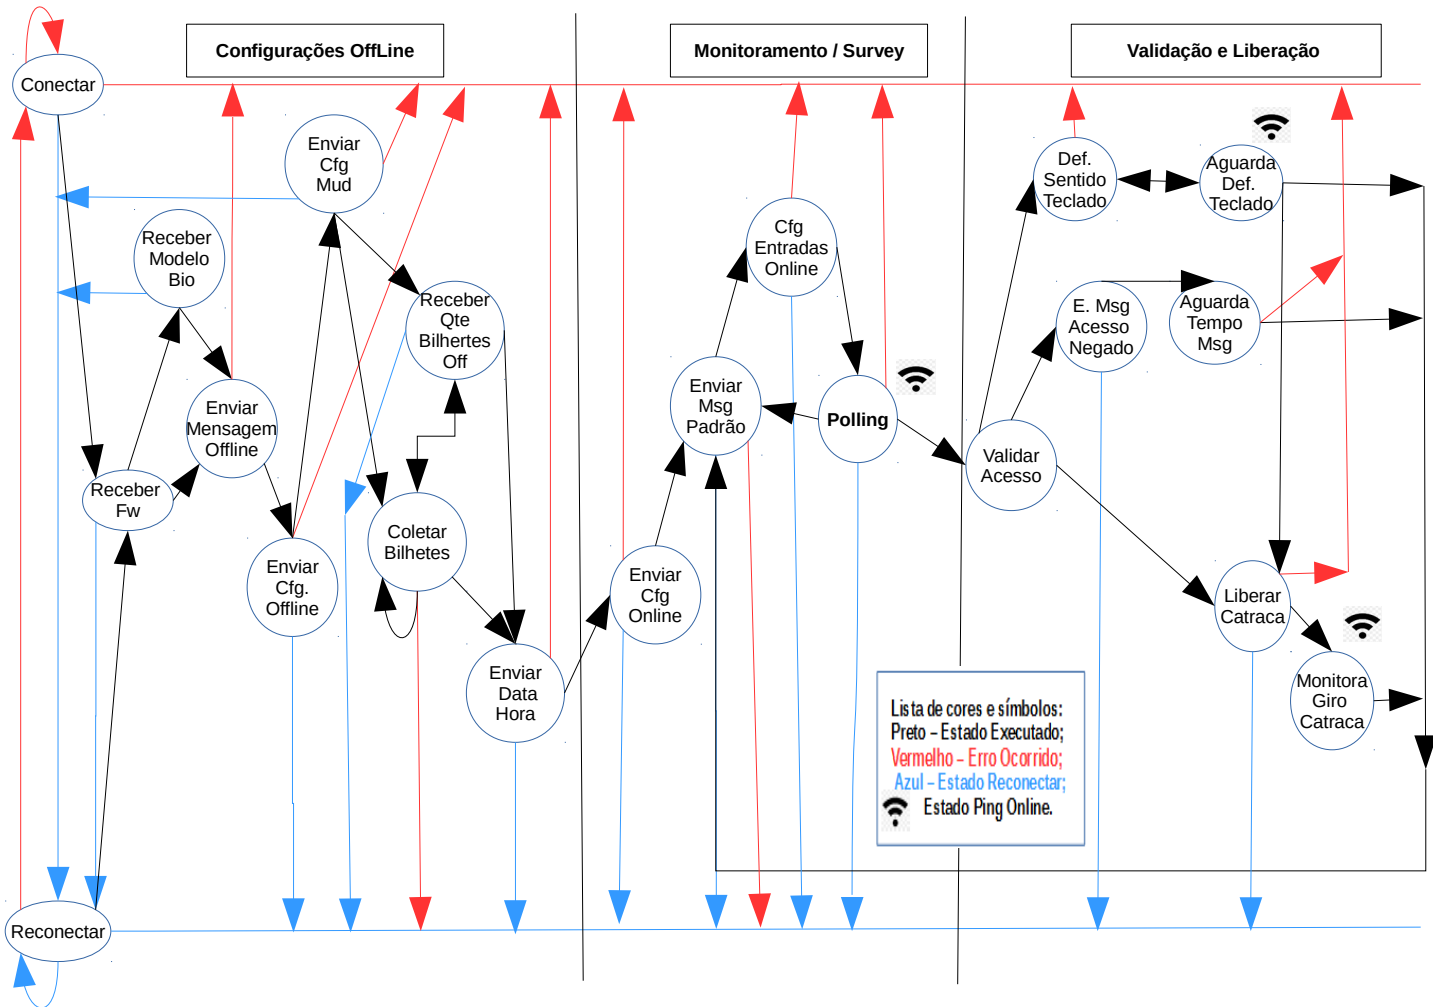 Configurações OffLine
Monitoramento / Survey
Validação e Liberação
Conectar
Enviar
Cfg
Mud
Receber
Modelo
Bio
Receber
Qte
Bilhertes
Off
Enviar
Mensagem
Offline
Receber
Fw
Coletar
Bilhetes
Enviar
Cfg.
Offline
Enviar
Data
Hora
Reconectar
Cfg
Entradas
Online
Enviar
Msg
Padrão
Polling
Enviar
Cfg
Online
Def.
Sentido
Teclado
Aguarda
Def.
Teclado
E. Msg
Acesso
Negado
Aguarda
Tempo
Msg
Validar
Acesso
Liberar
Catraca
Monitora
Giro
Catraca
Lista de cores e símbolos:
Preto – Estado Executado;
Vermelho – Erro Ocorrido;
Azul – Estado Reconectar;
Estado Ping Online.